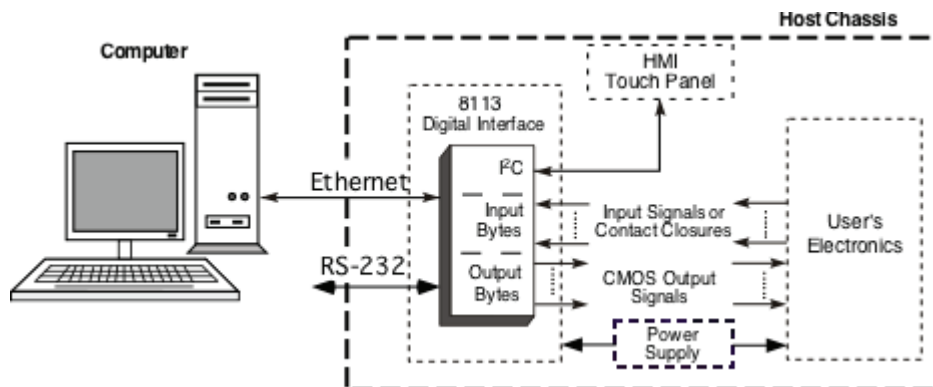 Host Chassis
Computer
HMI
Touch Panel
8113
Digital Interface
I²C
Ethernet
Input
Bytes
Input Signals or
Contact Closures
User's
Electronics
RS-232
Output
Bytes
CMOS Output
Signals
Power
Supply